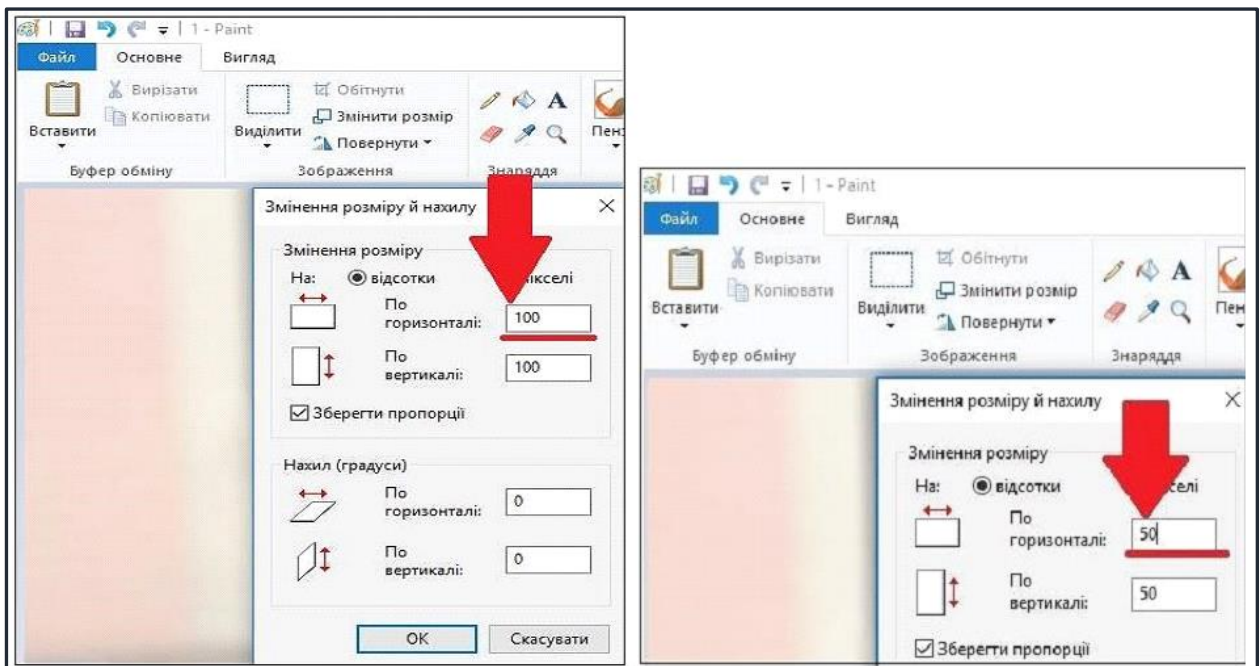 1 - Paint
Файл Основне Вигляд
Вирізати
Копіювати
Вставити
Буфер обміну
Обітнути
Змінити розмір
Повернути
Виділити
Зображення
A
Знаряддя
Змінення розміру й нахилу
Змінення розміру
На: відсотки
По горизонталі: 100
По вертикалі: 100
Зберегти пропорції
Нахил (градуси)
По горизонталі: 0
По вертикалі: 0
ОК Скасувати
1 - Paint
Файл Основне Вигляд
Вирізати
Копіювати
Вставити
Буфер обміну
Обітнути
Змінити розмір
Повернути
Виділити
Зображення
A
Знаряддя
Змінення розміру й нахилу
Змінення розміру
На: відсотки
По горизонталі: 50
По вертикалі: 50
Зберегти пропорції